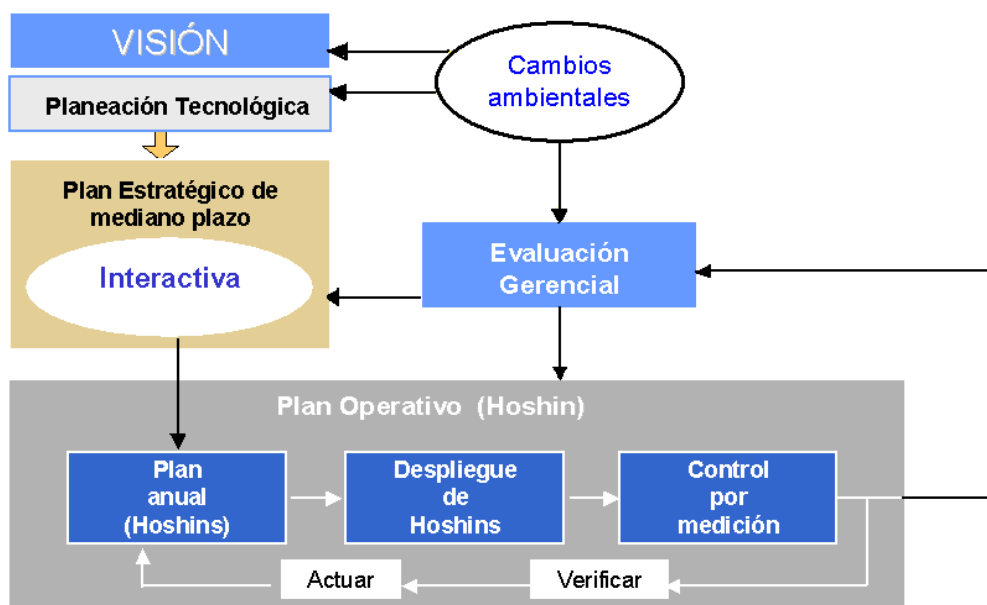 VISIÓN
Cambios
ambientales
Planeación Tecnológica
Plan Estratégico de
mediano plazo
Interactiva
Evaluación
Gerencial
Plan Operativo (Hoshin)
Plan
anual
(Hoshins)
Despliegue
de
Hoshins
Control
por
medición
Actuar
Verificar